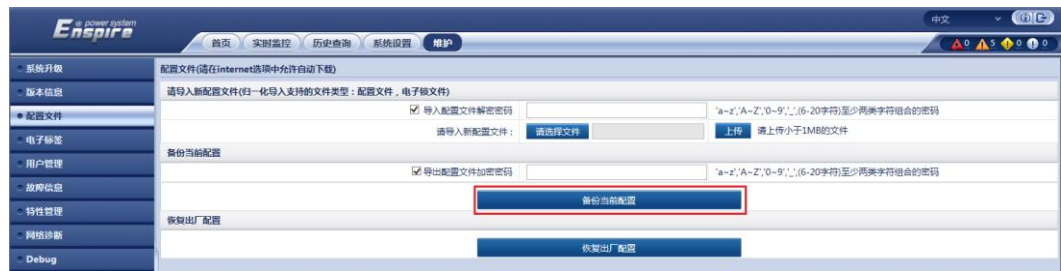 e power system
Enspire
中文
首页 实时监控 历史查询 系统设置 维护
0 5 0 0
系统升级
版本信息
配置文件
电子标签
用户管理
故障信息
特性管理
网络诊断
Debug
配置文件(请在internet选项中允许自动下载)
请导入新配置文件(归一化导入支持的文件类型：配置文件，电子锁文件)
导入配置文件解密密码 'a~z','A~Z','0~9','_',(6-20字符)至少两类字符组合的密码
请导入新配置文件： 请选择文件 上传 请上传小于1MB的文件
备份当前配置
导出配置文件加密密码 'a~z','A~Z','0~9','_',(6-20字符)至少两类字符组合的密码
备份当前配置
恢复出厂配置
恢复出厂配置